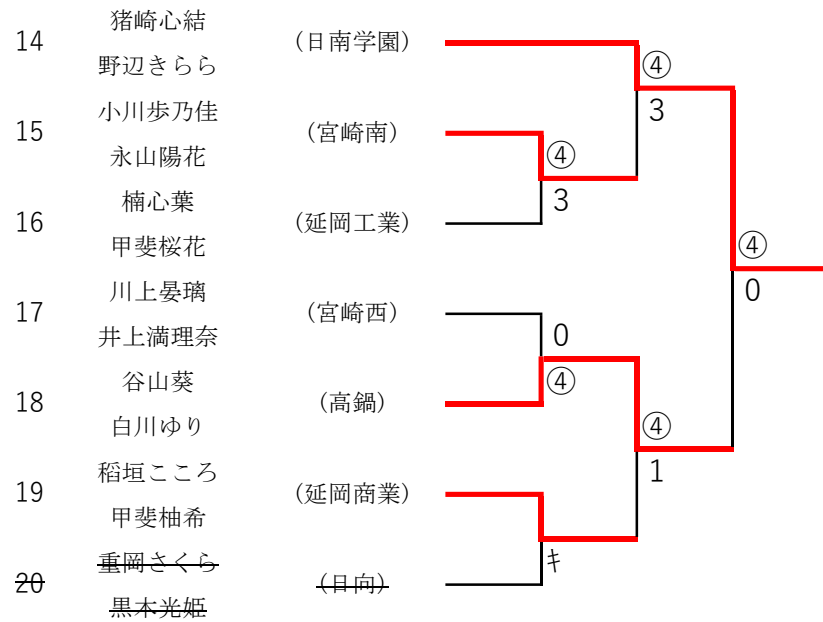 猪崎心結
14 (日南学園)
野辺きらら
④
3
小川歩乃佳
15 (宮崎南)
永山陽花
④
3
楠心葉
16 (延岡工業)
甲斐桜花
④
0
川上晏璃
17 (宮崎西)
井上満理奈
0
④
谷山葵
18 (高鍋)
白川ゆり
④
1
稲垣こころ
19 (延岡商業)
甲斐柚希
キ
重岡さくら
20 (日向)
黒木光姫